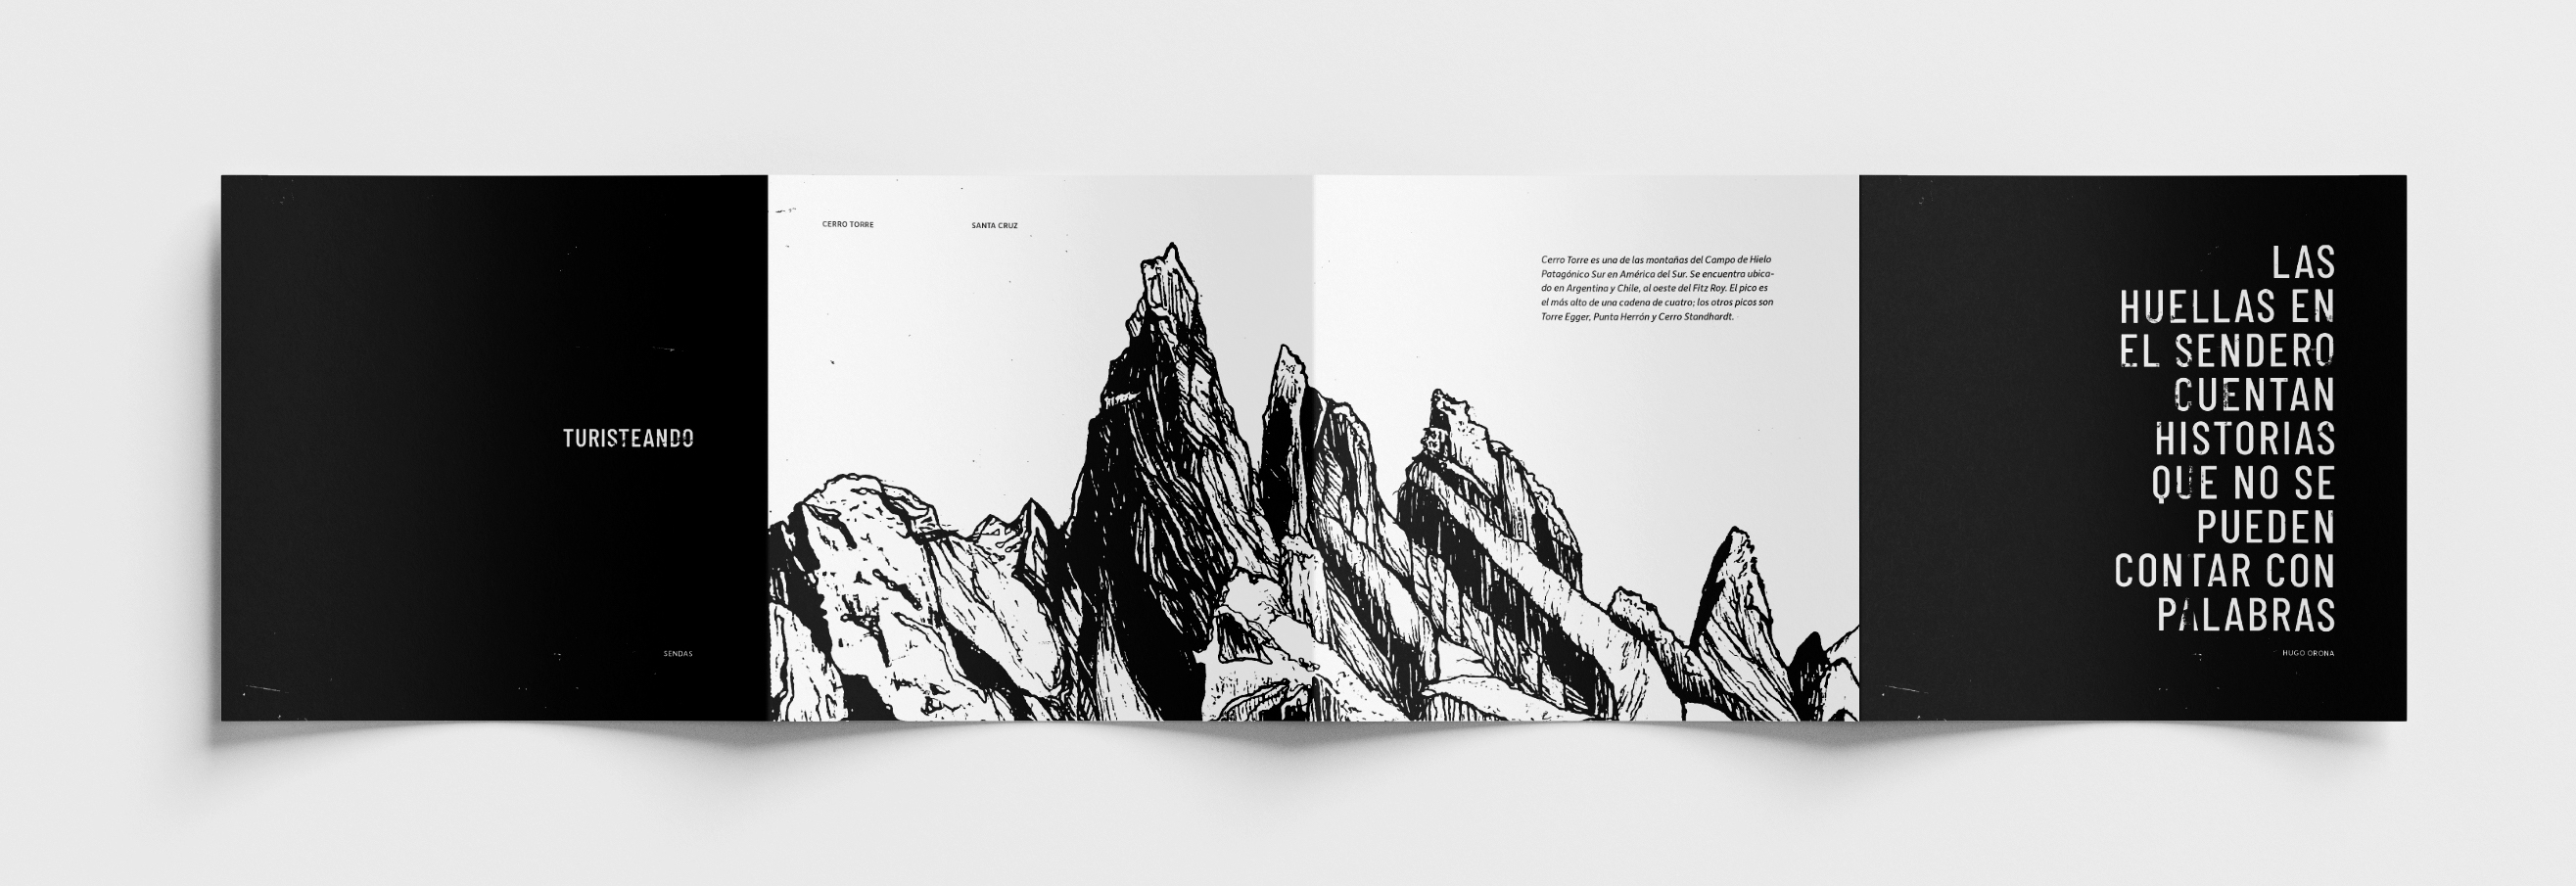 TURISTEANDO
SENDAS
CERRO TORRE
SANTA CRUZ
Cerro Torre es una de las montañas del Campo de Hielo
Patagónico Sur en América del Sur. Se encuentra ubica-
do en Argentina y Chile, al oeste del Fitz Roy. El pico es
el más alto de una cadena de cuatro; los otros picos son
Torre Egger, Punta Herrón y Cerro Standhardt.
LAS
HUELLAS EN
EL SENDERO
CUENTAN
HISTORIAS
QUE NO SE
PUEDEN
CONTAR CON
PALABRAS
HUGO ORONA